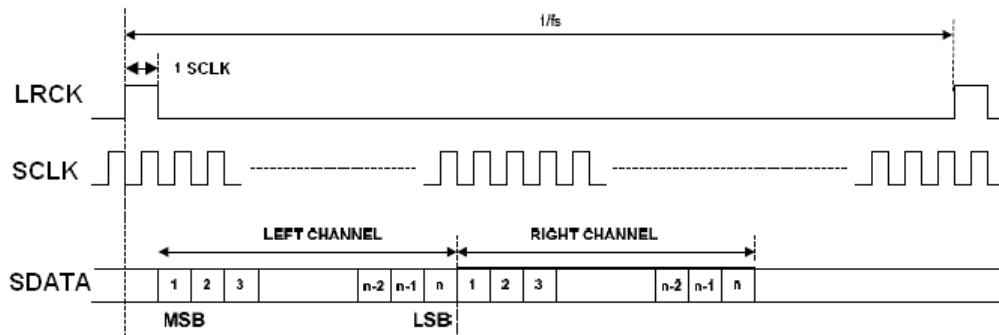 1/fs
1 SCLK
LRCK
SCLK
LEFT CHANNEL RIGHT CHANNEL
SDATA 1 2 3 n-2 n-1 n 1 2 3 n-2 n-1 n
MSB LSB